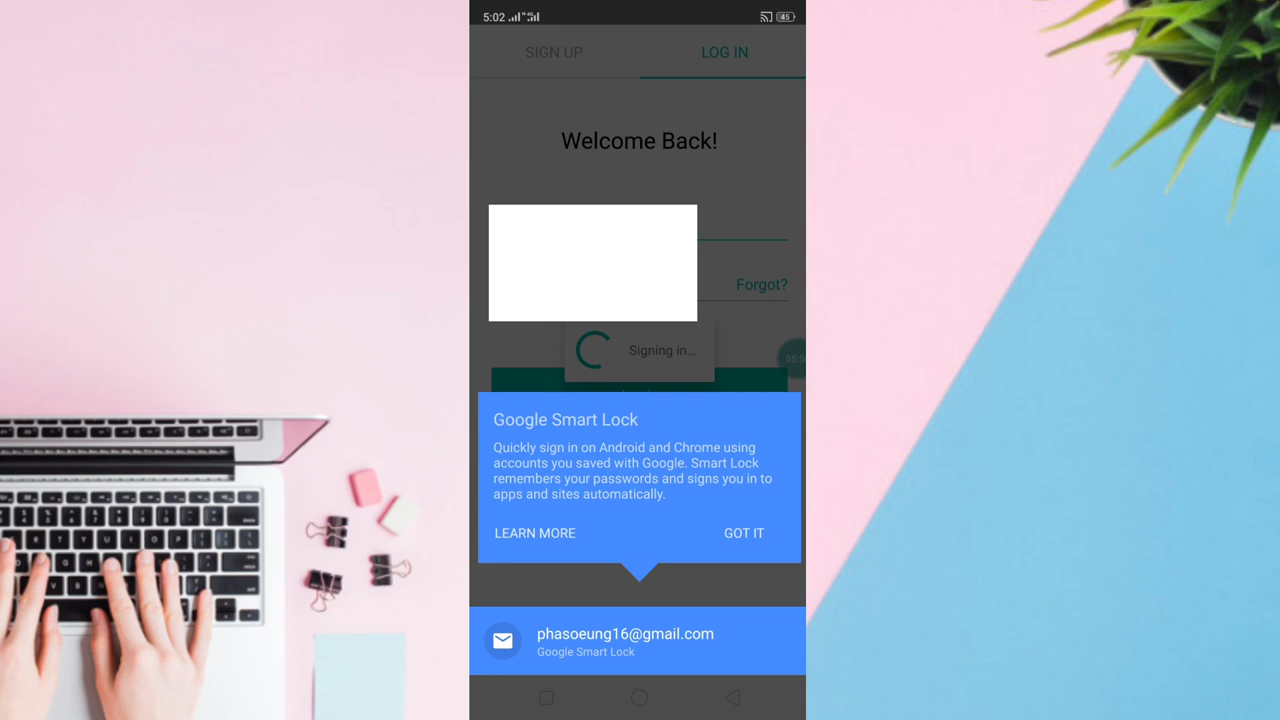 5:02
45
SIGN UP
LOG IN
Welcome Back!
Forgot?
Signing in...
Google Smart Lock
Quickly sign in on Android and Chrome using
accounts you saved with Google. Smart Lock
remembers your passwords and signs you in to
apps and sites automatically.
LEARN MORE
GOT IT
phasoeung16@gmail.com
Google Smart Lock